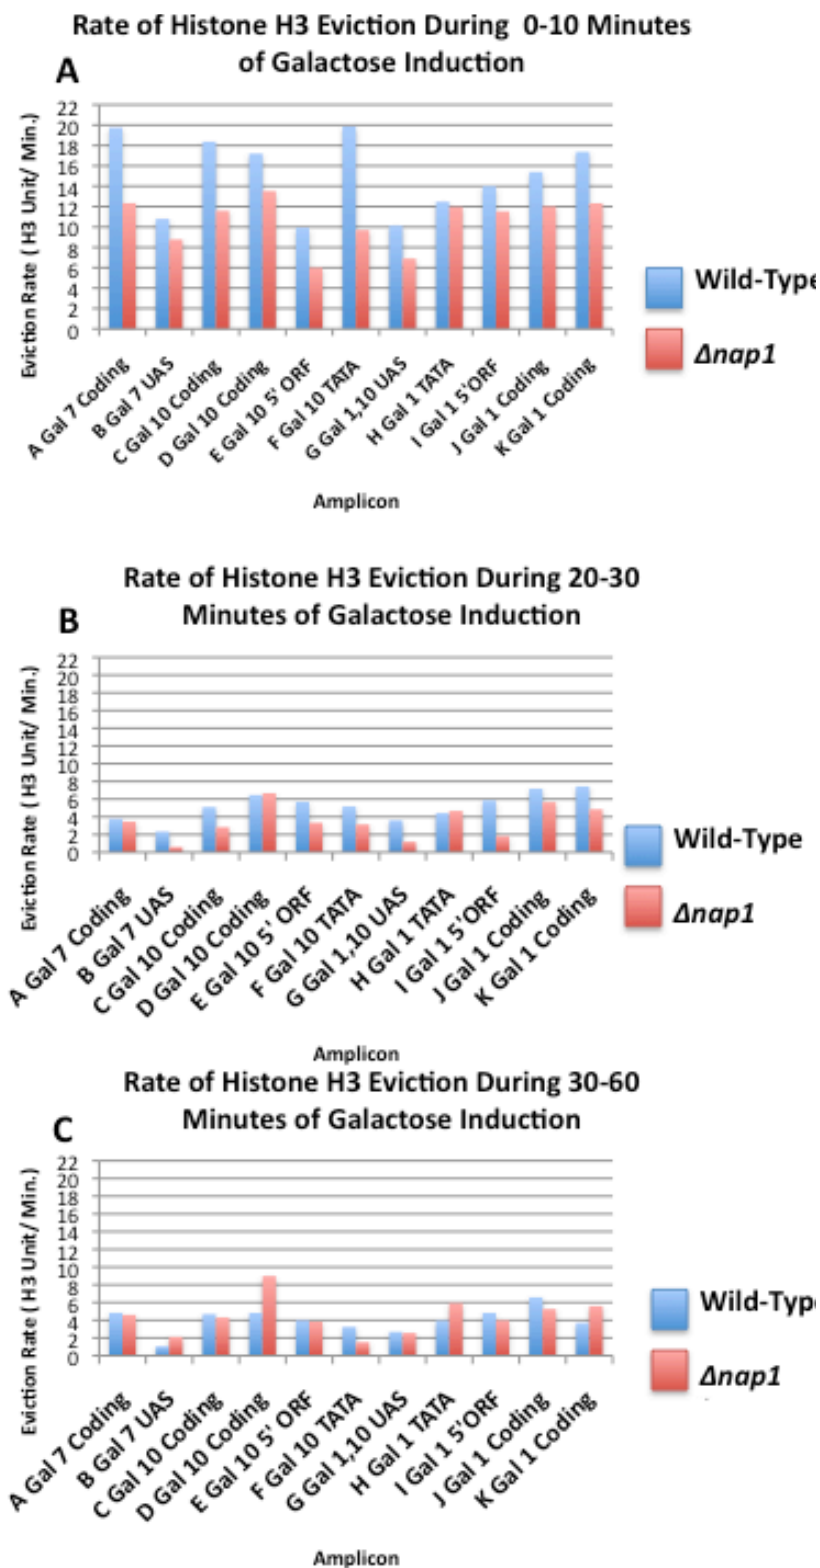 Rate of Histone H3 Eviction During 0-10 Minutes
of Galactose Induction
A
Eviction Rate ( H3 Unit/ Min.)
22
20
18
16
14
12
10
8
6
4
2
0
A Gal 7 Coding
B Gal 7 UAS
C Gal 10 Coding
D Gal 10 Coding
E Gal 10 5' ORF
F Gal 10 TATA
G Gal 1,10 UAS
H Gal 1 TATA
I Gal 1 5'ORF
J Gal 1 Coding
K Gal 1 Coding
Amplicon
Wild-Type
Δnap1
Rate of Histone H3 Eviction During 20-30
Minutes of Galactose Induction
B
Eviction Rate ( H3 Unit/ Min.)
22
20
18
16
14
12
10
8
6
4
2
0
A Gal 7 Coding
B Gal 7 UAS
C Gal 10 Coding
D Gal 10 Coding
E Gal 10 5' ORF
F Gal 10 TATA
G Gal 1,10 UAS
H Gal 1 TATA
I Gal 1 5'ORF
J Gal 1 Coding
K Gal 1 Coding
Amplicon
Wild-Type
Δnap1
Rate of Histone H3 Eviction During 30-60
Minutes of Galactose Induction
C
Eviction Rate ( H3 Unit/ Min.)
22
20
18
16
14
12
10
8
6
4
2
0
A Gal 7 Coding
B Gal 7 UAS
C Gal 10 Coding
D Gal 10 Coding
E Gal 10 5' ORF
F Gal 10 TATA
G Gal 1,10 UAS
H Gal 1 TATA
I Gal 1 5'ORF
J Gal 1 Coding
K Gal 1 Coding
Amplicon
Wild-Type
Δnap1